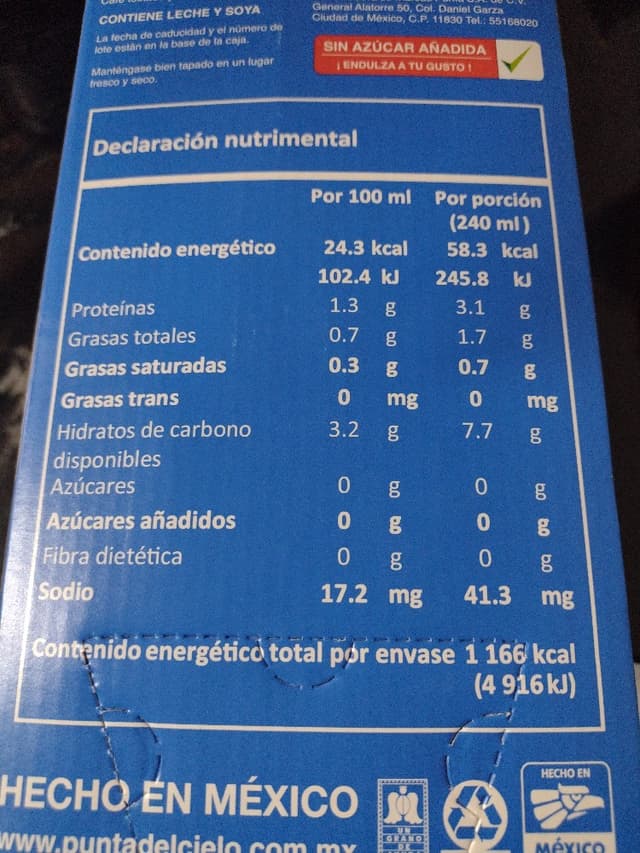 CONTIENE LECHE Y SOYA
La fecha de caducidad y el número de
lote están en la base de la caja.
Manténgase bien tapado en un lugar
fresco y seco.
General Alatorre 50, Col. Daniel Garza
Ciudad de México, C.P. 11830 Tel.: 55168020
SIN AZÚCAR AÑADIDA
¡ ENDULZA A TU GUSTO !
Declaración nutrimental
Por 100 ml Por porción
(240 ml)
Contenido energético 24.3 kcal 58.3 kcal
102.4 kJ 245.8 kJ
Proteínas 1.3 g 3.1 g
Grasas totales 0.7 g 1.7 g
Grasas saturadas 0.3 g 0.7 g
Grasas trans 0 mg 0 mg
Hidratos de carbono 3.2 g 7.7 g
disponibles
Azúcares 0 g 0 g
Azúcares añadidos 0 g 0 g
Fibra dietética 0 g 0 g
Sodio 17.2 mg 41.3 mg
Contenido energético total por envase 1 166 kcal
(4 916 kJ)
HECHO EN MÉXICO
www.puntadelcielo.com.mx
UN
GRANO
DE
HECHO EN
MÉXICO